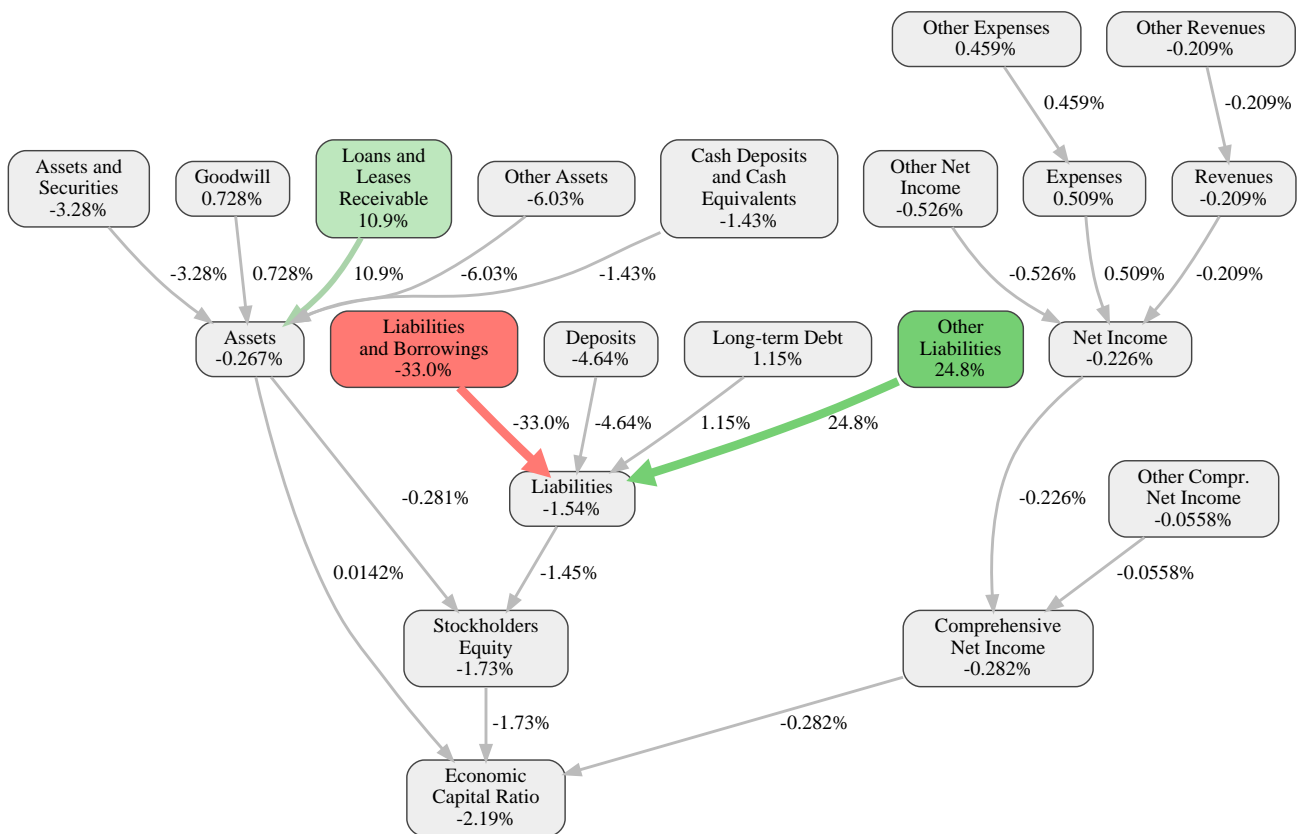 Other Expenses
0.459%
Other Revenues
-0.209%
0.459%
-0.209%
Assets and
Securities
-3.28%
Goodwill
0.728%
Loans and
Leases
Receivable
10.9%
Other Assets
-6.03%
Cash Deposits
and Cash
Equivalents
-1.43%
Other Net
Income
-0.526%
Expenses
0.509%
Revenues
-0.209%
-3.28%
0.728%
10.9%
-6.03%
-1.43%
-0.526%
0.509%
-0.209%
Assets
-0.267%
Liabilities
and Borrowings
-33.0%
Deposits
-4.64%
Long-term Debt
1.15%
Other
Liabilities
24.8%
Net Income
-0.226%
-33.0%
-4.64%
1.15%
24.8%
-0.281%
Liabilities
-1.54%
-0.226%
Other Compr.
Net Income
-0.0558%
0.0142%
-1.45%
-0.0558%
Stockholders
Equity
-1.73%
Comprehensive
Net Income
-0.282%
-1.73%
-0.282%
Economic
Capital Ratio
-2.19%